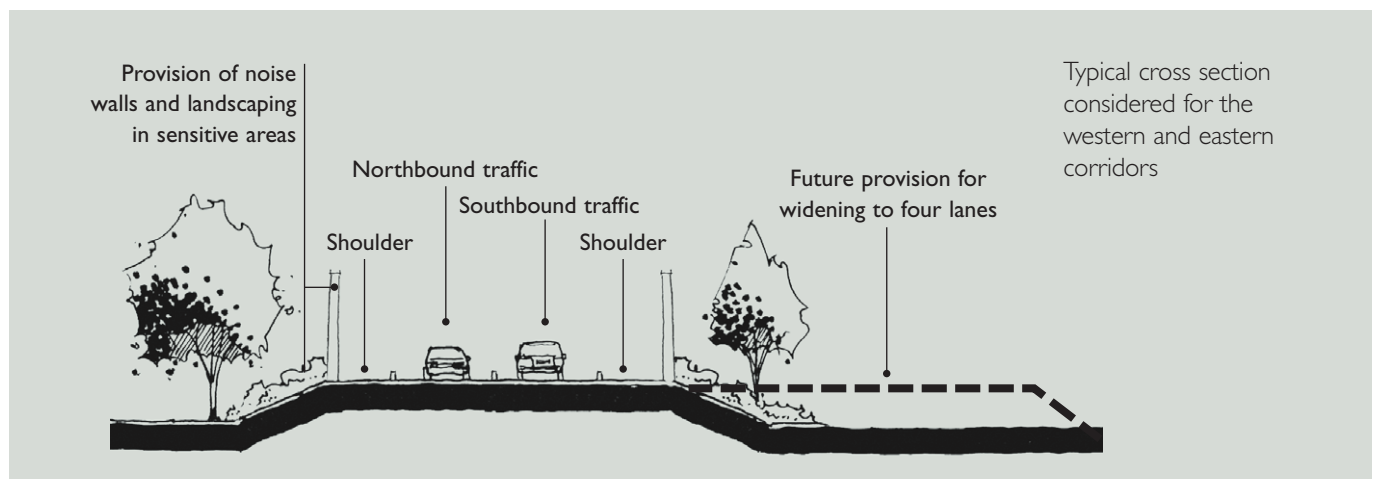 Provision of noise
walls and landscaping
in sensitive areas
Northbound traffic
Southbound traffic
Shoulder
Shoulder
Future provision for
widening to four lanes
Typical cross section
considered for the
western and eastern
corridors